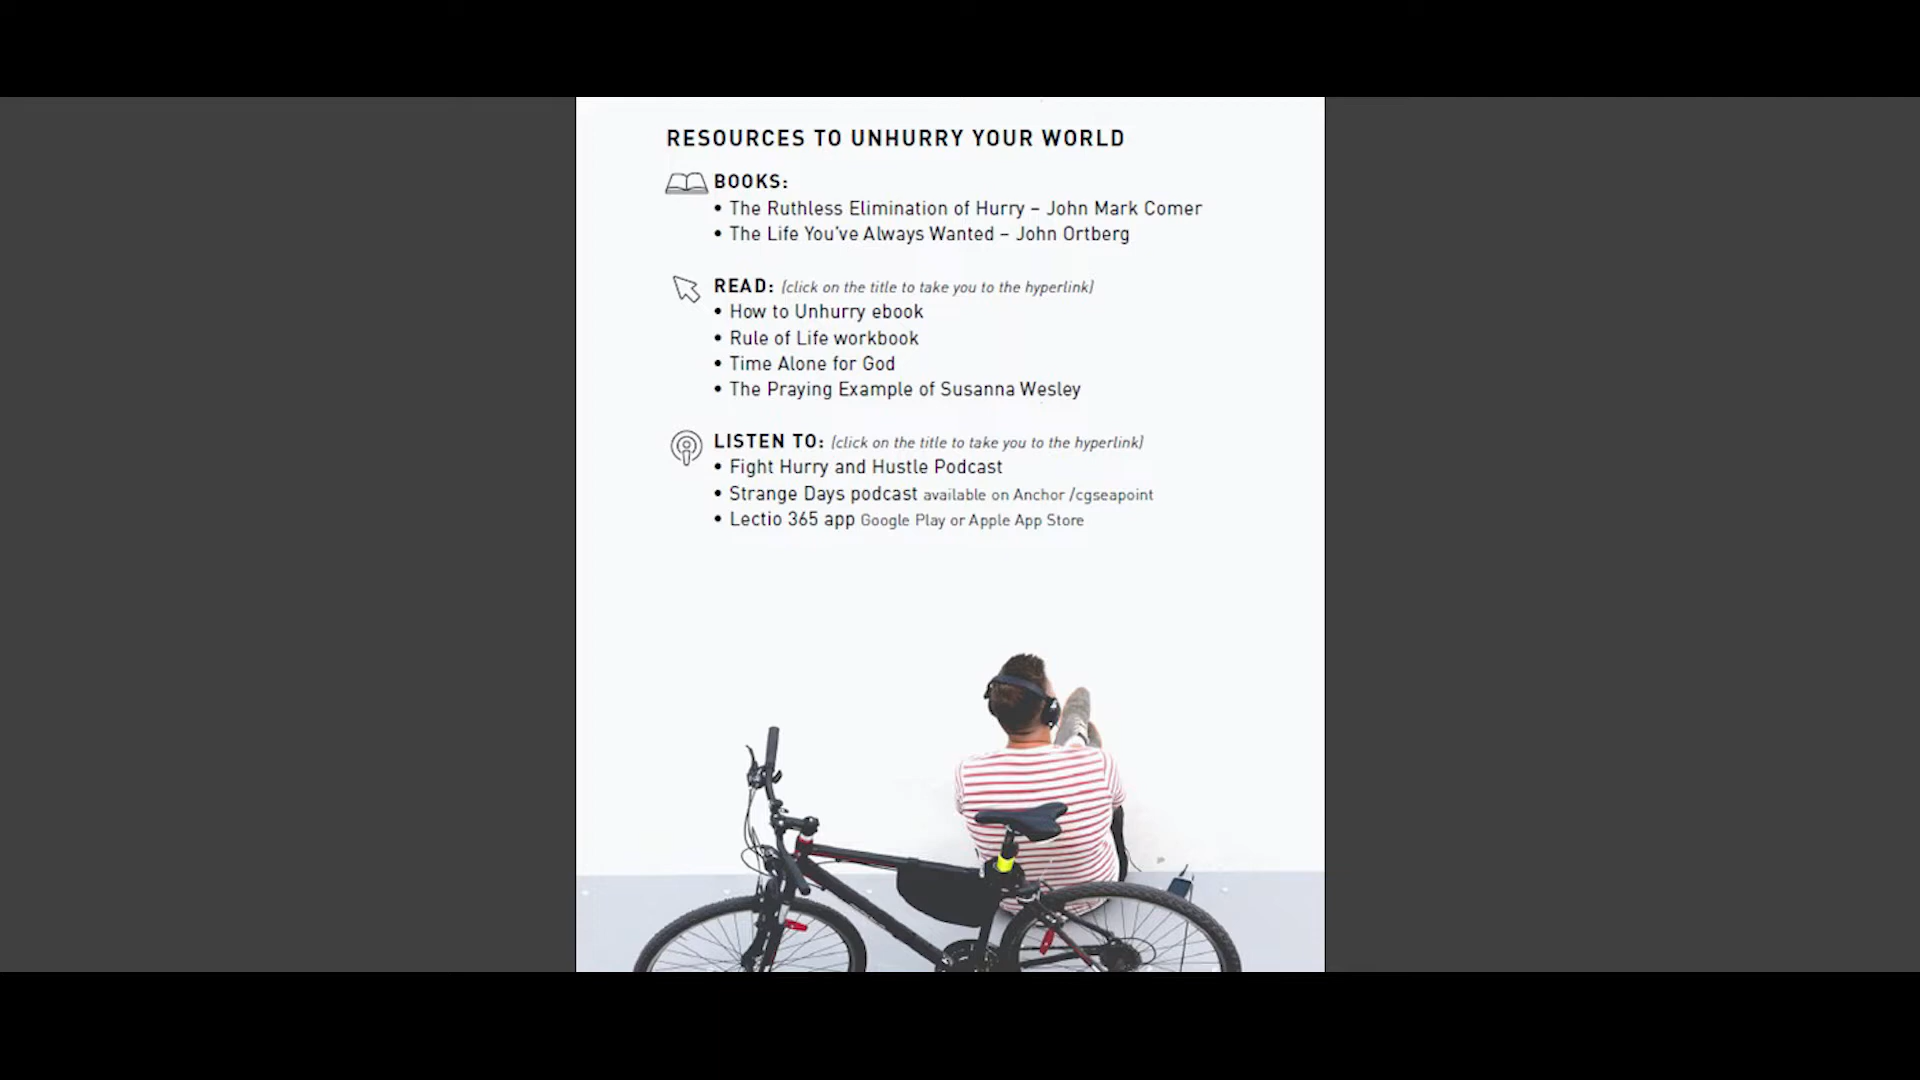 RESOURCES TO UNHURRY YOUR WORLD
BOOKS:
• The Ruthless Elimination of Hurry – John Mark Comer
• The Life You've Always Wanted – John Ortberg
READ: (click on the title to take you to the hyperlink)
• How to Unhurry ebook
• Rule of Life workbook
• Time Alone for God
• The Praying Example of Susanna Wesley
LISTEN TO: (click on the title to take you to the hyperlink)
• Fight Hurry and Hustle Podcast
• Strange Days podcast available on Anchor /cgseapoint
• Lectio 365 app Google Play or Apple App Store